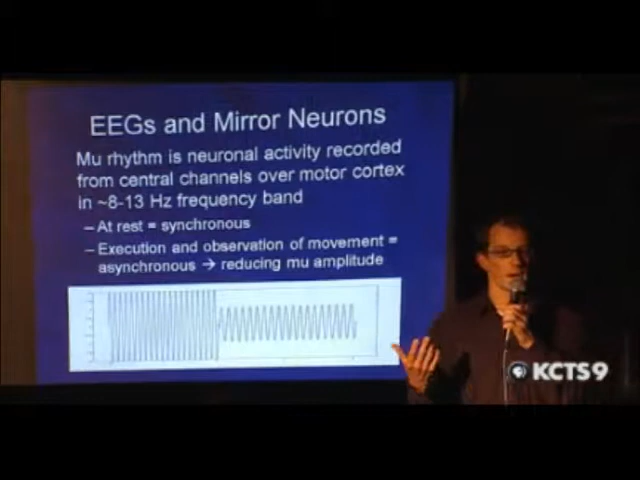 EEGs and Mirror Neurons
Mu rhythm is neuronal activity recorded
from central channels over motor cortex
in ~8-13 Hz frequency band
– At rest = synchronous
– Execution and observation of movement =
asynchronous → reducing mu amplitude
KCTS9